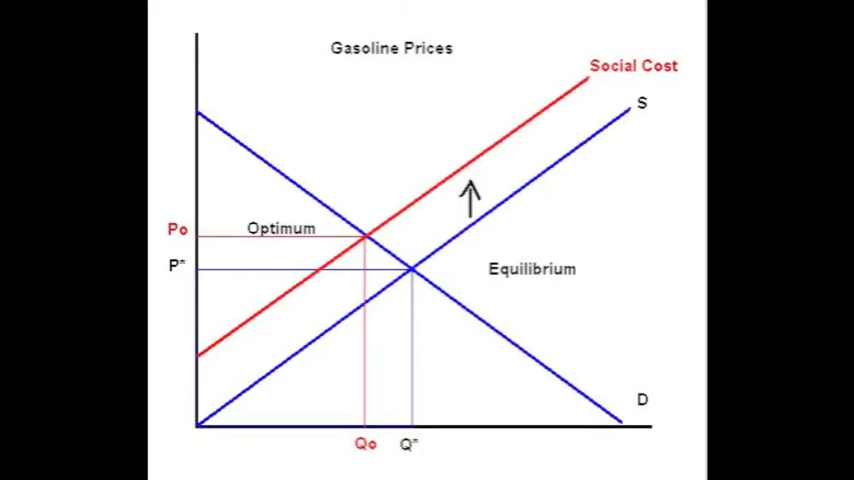 Gasoline Prices
Social Cost
S
Po
Optimum
P*
Equilibrium
D
Qo
Q*